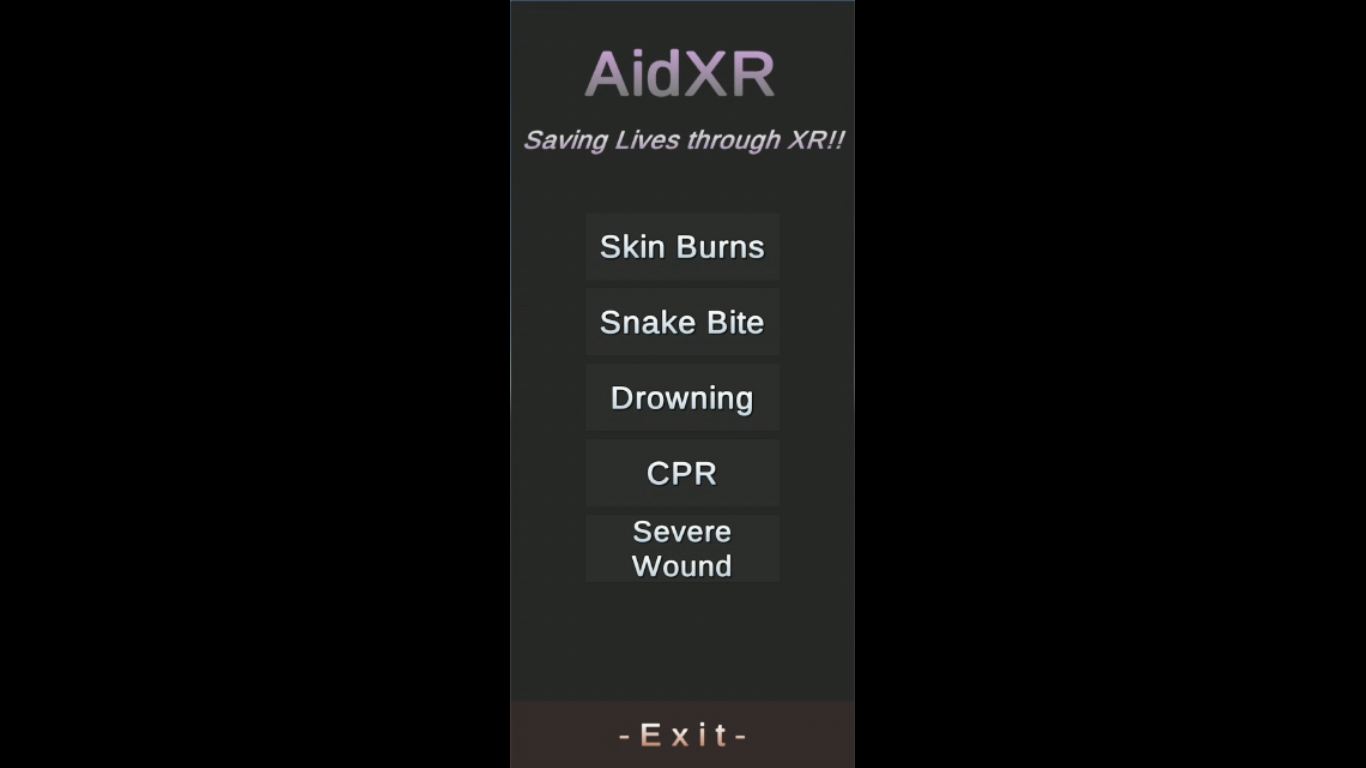 AidXR
Saving Lives through XR!!
Skin Burns
Snake Bite
Drowning
CPR
Severe
Wound
-Exit-